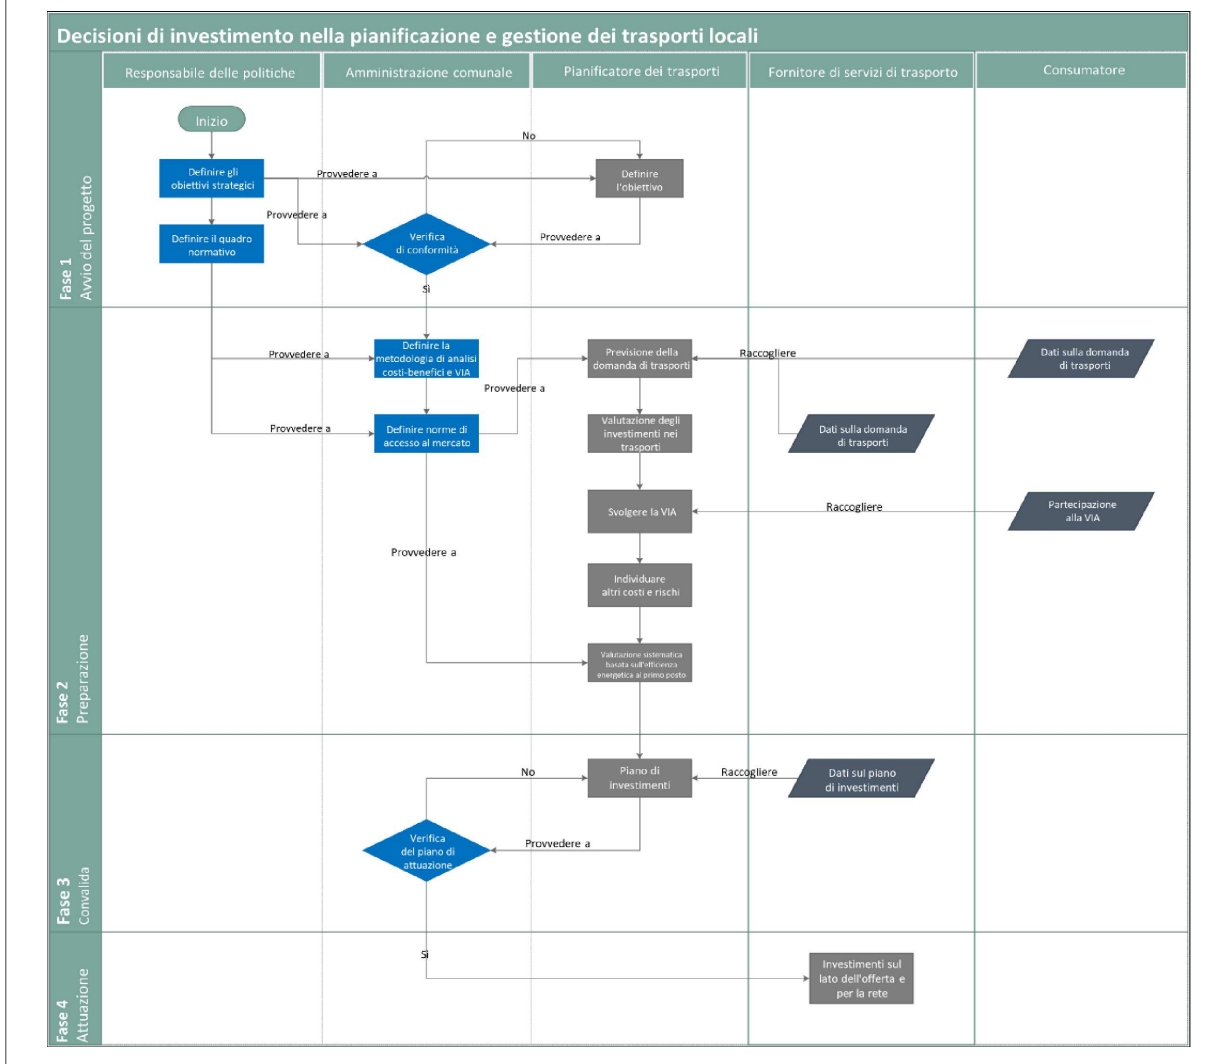 Decisioni di investimento nella pianificazione e gestione dei trasporti locali
Responsabile delle politiche
Amministrazione comunale
Pianificatore dei trasporti
Fornitore di servizi di trasporto
Consumatore
Fase 1
Avvio del progetto
Inizio
No
Definire gli
obiettivi strategici
Provvedere a
Definire
l'obiettivo
Provvedere a
Definire il quadro
normativo
Verifica
di conformità
Provvedere a
Sì
Fase 2
Preparazione
Provvedere a
Definire la
metodologia di analisi
costi-benefici e VIA
Previsione della
domanda di trasporti
Raccogliere
Dati sulla domanda
di trasporti
Provvedere a
Provvedere a
Definire norme di
accesso al mercato
Valutazione degli
investimenti nei
trasporti
Dati sulla domanda
di trasporti
Svolgere la VIA
Raccogliere
Partecipazione
alla VIA
Provvedere a
Individuare
altri costi e rischi
Valutazione sistematica
basata sull'efficienza
energetica al primo posto
Fase 3
Convalida
No
Piano di
investimenti
Raccogliere
Dati sul piano
di investimenti
Verifica
del piano di
attuazione
Provvedere a
Fase 4
Attuazione
Sì
Investimenti sul
lato dell'offerta e
per la rete